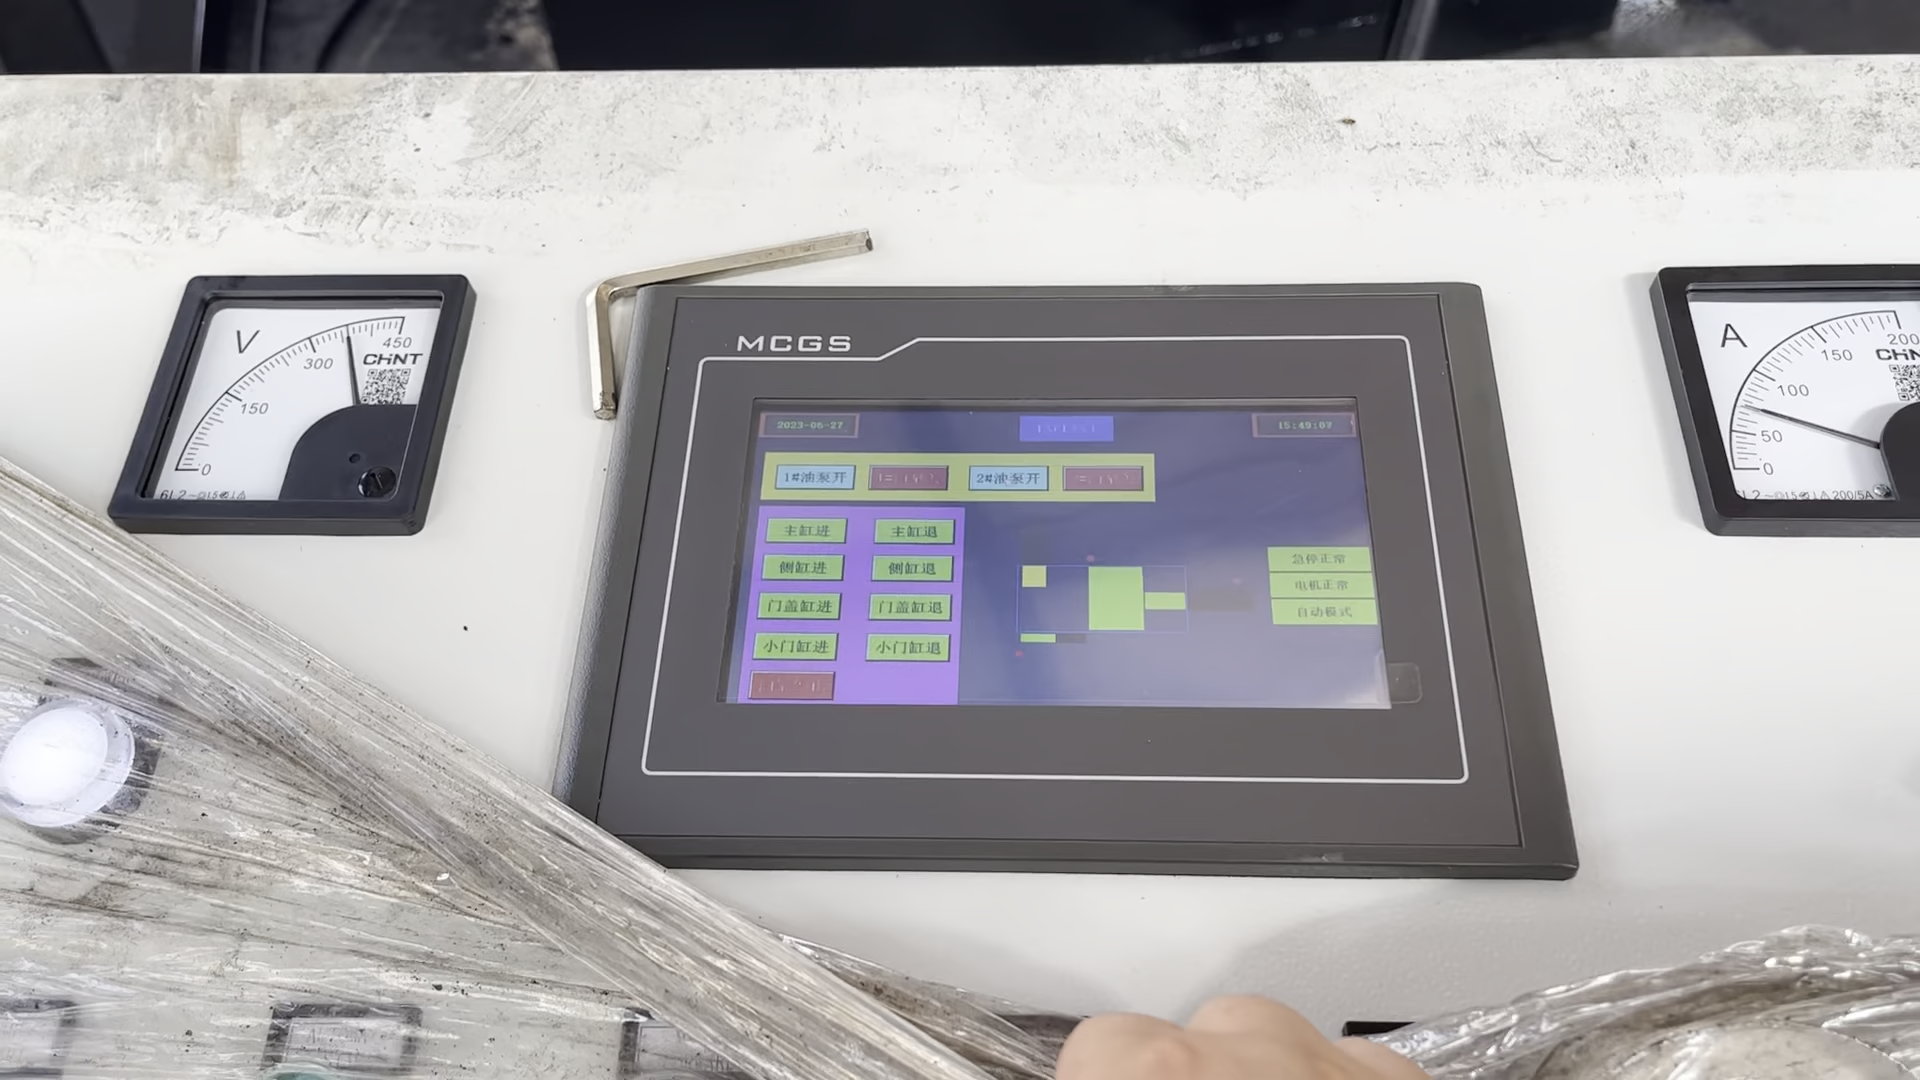 MCGS
V
0
150
300
450
CHNT
A
0
50
100
150
200
200/5A
2023-06-27
15:49:07
1#油泵开
2#油泵开
主缸进
主缸退
侧缸进
侧缸退
门盖缸进
门盖缸退
小门缸进
小门缸退
急停正常
电机正常
自动模式